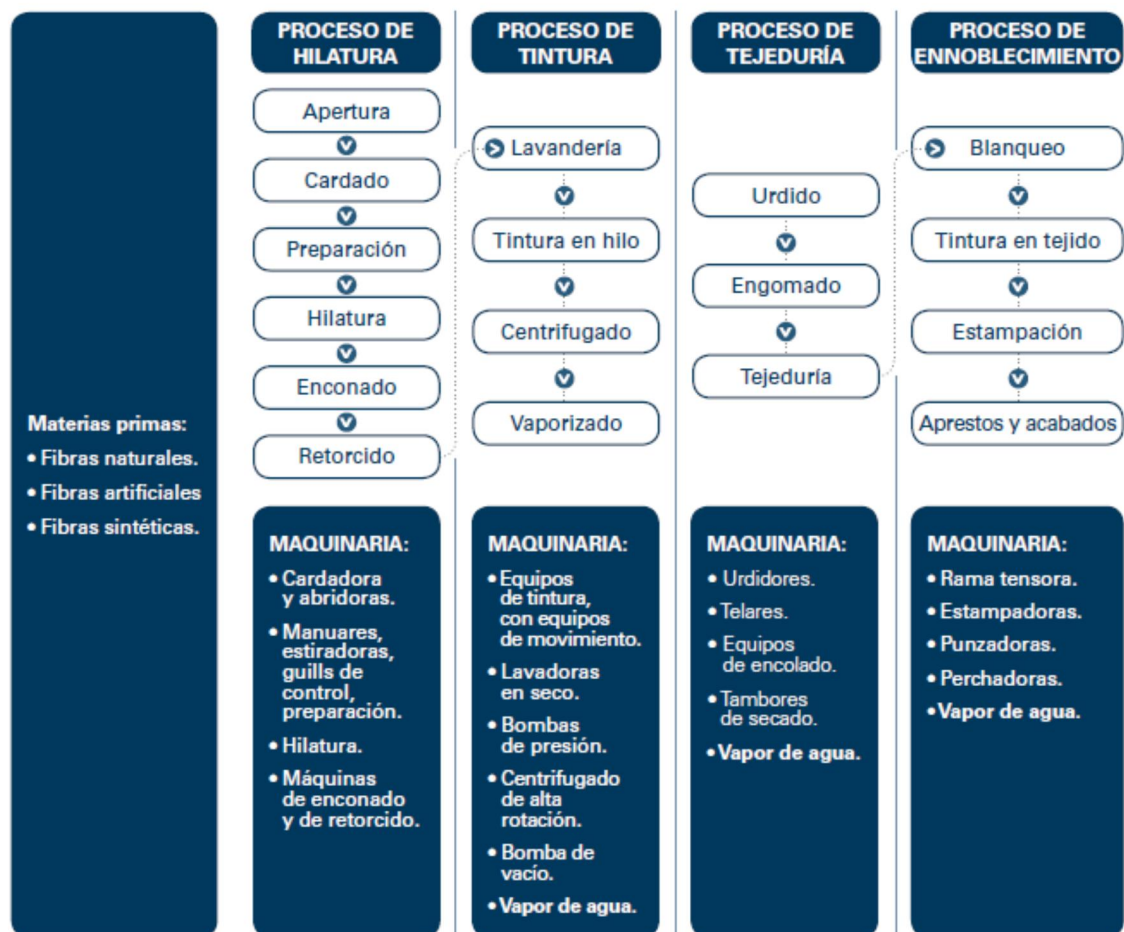 Materias primas:
• Fibras naturales.
• Fibras artificiales
• Fibras sintéticas.
PROCESO DE
HILATURA
Apertura
Cardado
Preparación
Hilatura
Enconado
Retorcido
MAQUINARIA:
• Cardadora
y abridoras.
• Manuares,
estiradoras,
guills de
control,
preparación.
• Hilatura.
• Máquinas
de enconado
y de retorcido.
PROCESO DE
TINTURA
Lavandería
Tintura en hilo
Centrifugado
Vaporizado
MAQUINARIA:
• Equipos
de tintura,
con equipos
de movimiento.
• Lavadoras
en seco.
• Bombas
de presión.
• Centrifugado
de alta
rotación.
• Bomba de
vacío.
• Vapor de agua.
PROCESO DE
TEJEDURÍA
Urdido
Engomado
Tejeduría
MAQUINARIA:
• Urdidores.
• Telares.
• Equipos
de encolado.
• Tambores
de secado.
• Vapor de agua.
PROCESO DE
ENNOBLECIMIENTO
Blanqueo
Tintura en tejido
Estampación
Aprestos y acabados
MAQUINARIA:
• Rama tensora.
• Estampadoras.
• Punzadoras.
• Perchadoras.
• Vapor de agua.